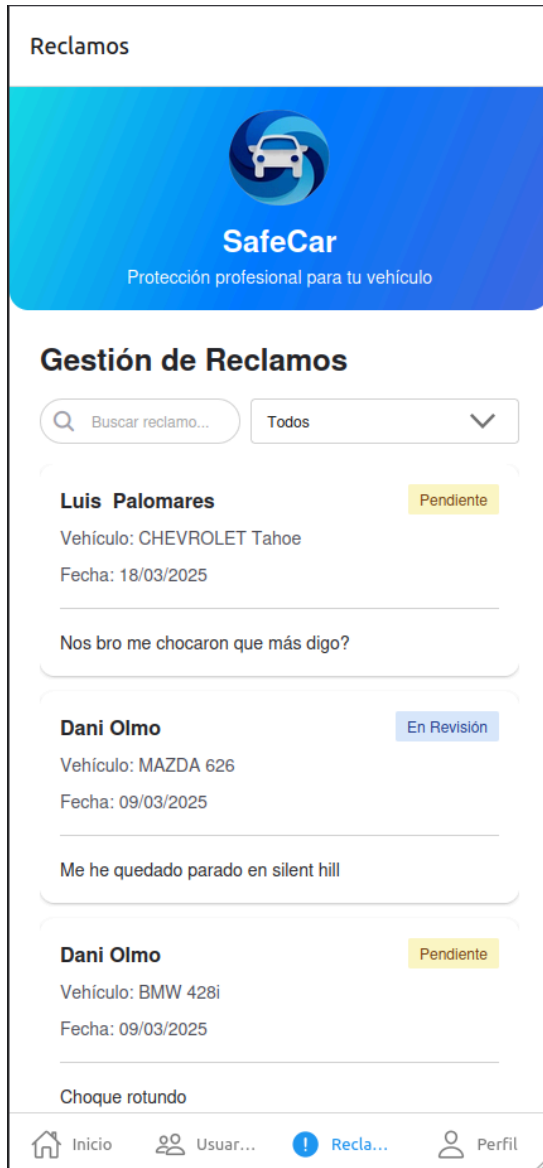 Reclamos
SafeCar
Protección profesional para tu vehículo
Gestión de Reclamos
Buscar reclamo...
Todos
Luis  Palomares
Pendiente
Vehículo: CHEVROLET Tahoe
Fecha: 18/03/2025
Nos bro me chocaron que más digo?
Dani Olmo
En Revisión
Vehículo: MAZDA 626
Fecha: 09/03/2025
Me he quedado parado en silent hill
Dani Olmo
Pendiente
Vehículo: BMW 428i
Fecha: 09/03/2025
Choque rotundo
Inicio
Usuar...
Recla...
Perfil